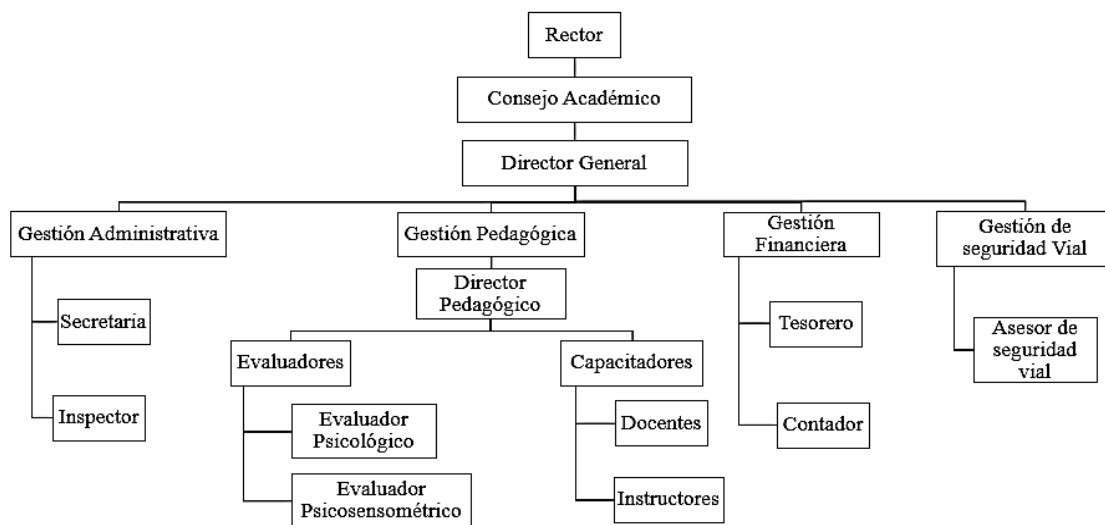 Rector
Consejo Académico
Director General
Gestión Administrativa
Gestión Pedagógica
Gestión
Financiera
Gestión de
seguridad Vial
Director
Pedagógico
Secretaria
Tesorero
Asesor de
seguridad
vial
Evaluadores
Capacitadores
Inspector
Evaluador
Psicológico
Docentes
Contador
Evaluador
Psicosensométrico
Instructores